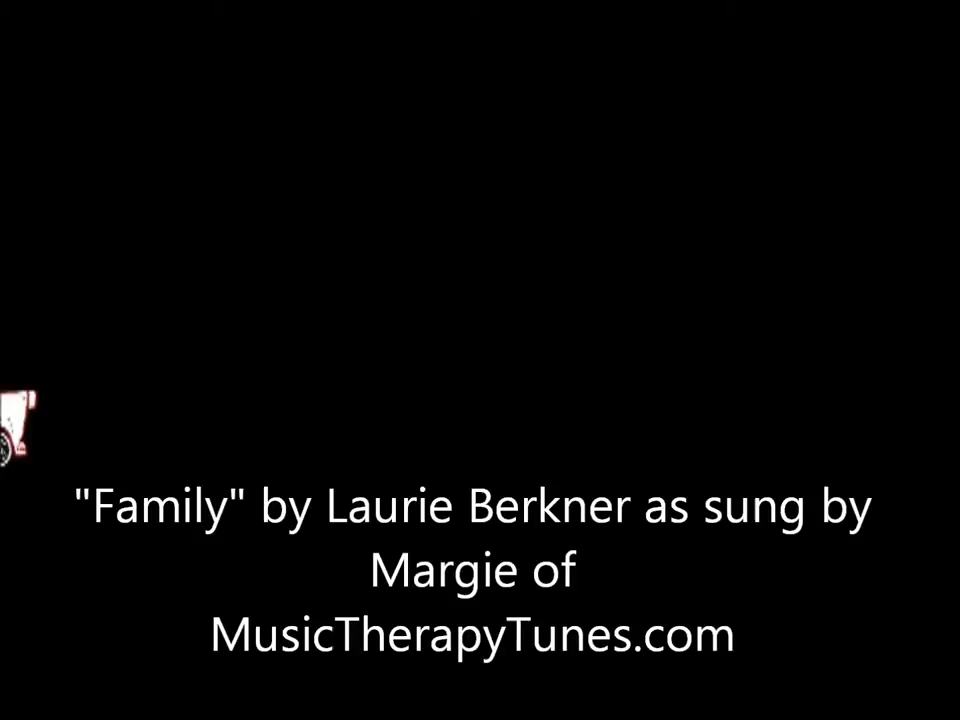 "Family" by Laurie Berkner as sung by
Margie of
MusicTherapyTunes.com